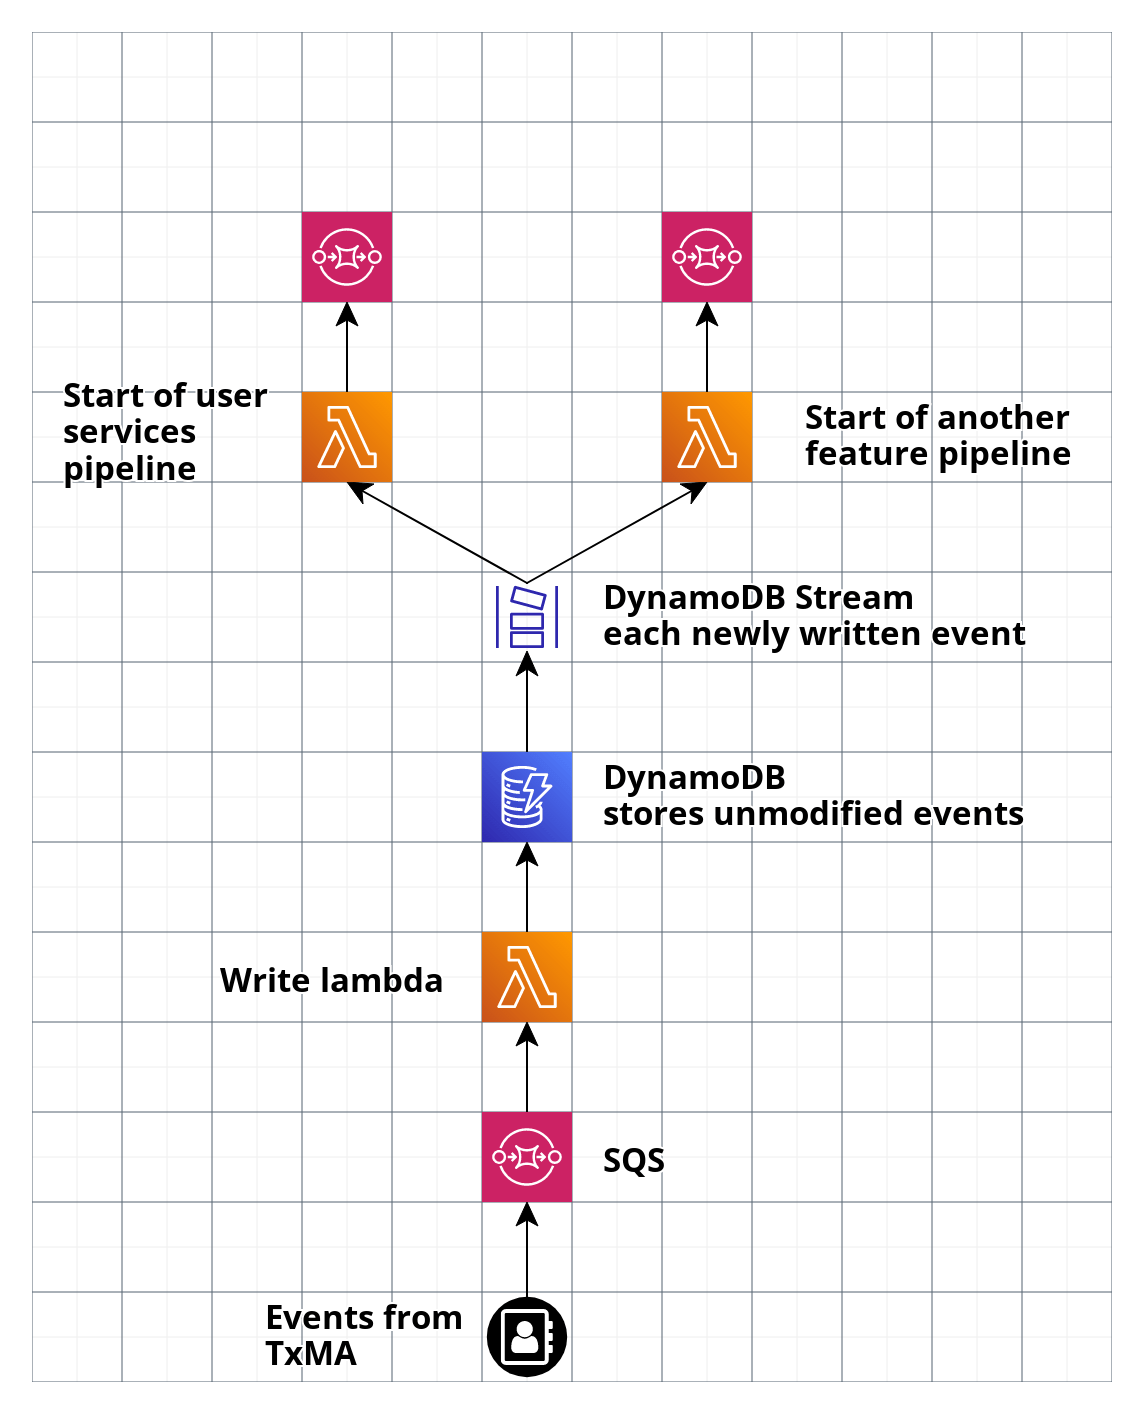 Start of user
services
pipeline
Start of another
feature pipeline
DynamoDB Stream
each newly written event
DynamoDB
stores unmodified events
Write lambda
SQS
Events from
TxMA